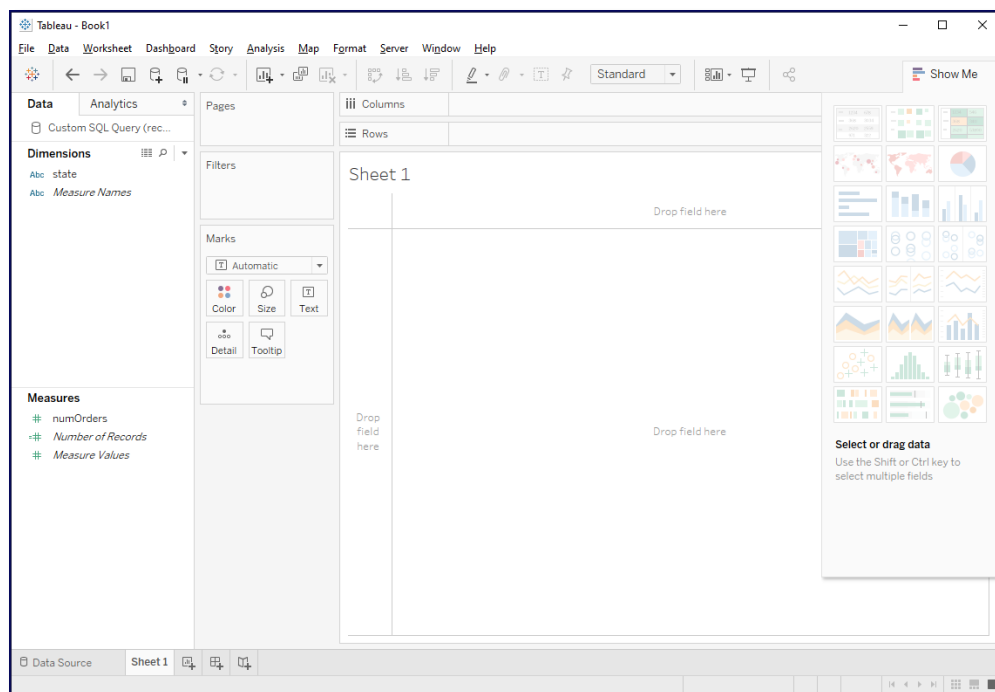 Tableau - Book1
File Data Worksheet Dashboard Story Analysis Map Format Server Window Help
Standard
Show Me
Data Analytics
Custom SQL Query (rec...
Dimensions
Abc state
Abc Measure Names
Measures
numOrders
Number of Records
Measure Values
Pages
Filters
Marks
Automatic
Color Size Text
Detail Tooltip
Columns
Rows
Sheet 1
Drop field here
Drop
field
here
Drop field here
Select or drag data
Use the Shift or Ctrl key to
select multiple fields
Data Source Sheet 1